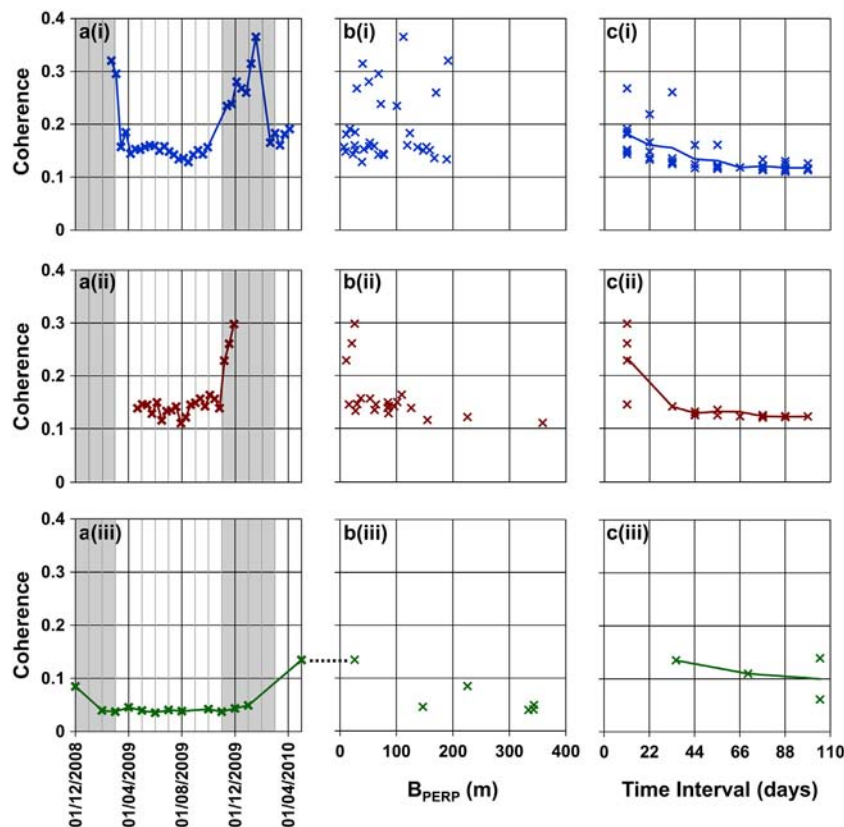 a(i)
b(i)
c(i)
Coherence
0.4
0.3
0.2
0.1
0
a(ii)
b(ii)
c(ii)
Coherence
0.4
0.3
0.2
0.1
0
a(iii)
b(iii)
c(iii)
Coherence
0.4
0.3
0.2
0.1
0
01/12/2008
01/04/2009
01/08/2009
01/12/2009
01/04/2010
0 100 200 300 400
BPERP (m)
0 22 44 66 88 110
Time Interval (days)